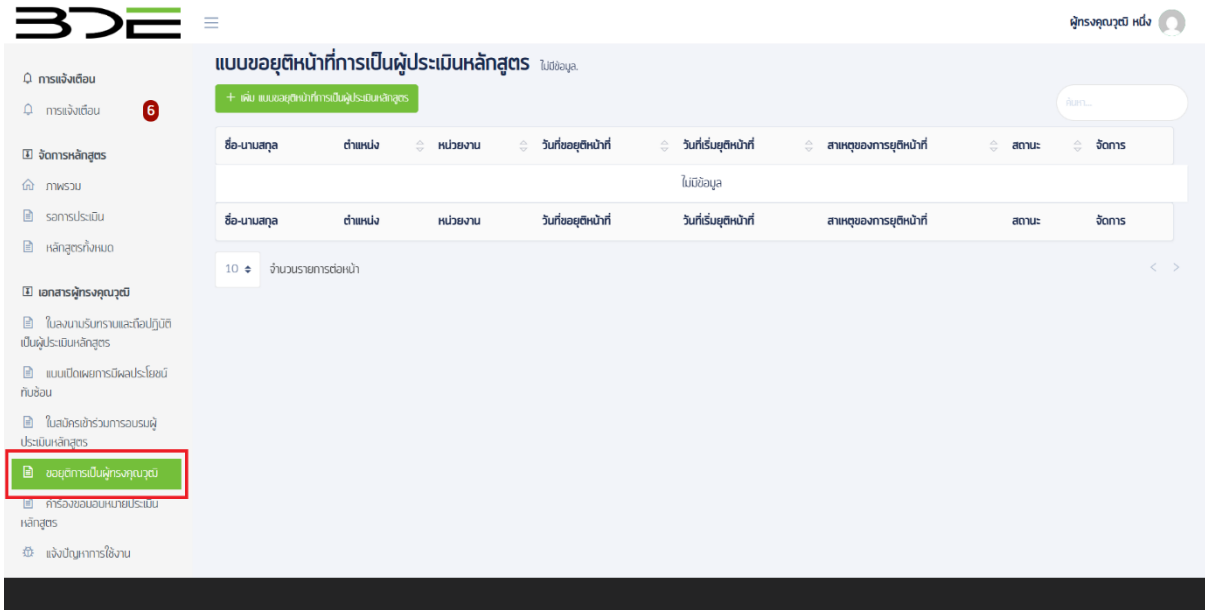 BDE
ผู้ทรงคุณวุฒิ หนึ่ง
การแจ้งเตือน
การแจ้งเตือน 6
จัดการหลักสูตร
ภาพรวม
รอการประเมิน
หลักสูตรทั้งหมด
เอกสารผู้ทรงคุณวุฒิ
ใบลงนามรับทราบและถือปฏิบัติ
เป็นผู้ประเมินหลักสูตร
แบบเปิดเผยการมีผลประโยชน์
ทับซ้อน
ใบสมัครเข้าร่วมการอบรมผู้
ประเมินหลักสูตร
ขอยุติการเป็นผู้ทรงคุณวุฒิ
คำร้องขอมอบหมายประเมิน
หลักสูตร
แจ้งปัญหาการใช้งาน
แบบขอยุติหน้าที่การเป็นผู้ประเมินหลักสูตร ไม่มีข้อมูล.
+ เพิ่ม แบบขอยุติหน้าที่การเป็นผู้ประเมินหลักสูตร
ค้นหา...
ชื่อ-นามสกุล ตำแหน่ง หน่วยงาน วันที่ขอยุติหน้าที่ วันที่เริ่มยุติหน้าที่ สาเหตุของการยุติหน้าที่ สถานะ จัดการ
ไม่มีข้อมูล
ชื่อ-นามสกุล ตำแหน่ง หน่วยงาน วันที่ขอยุติหน้าที่ วันที่เริ่มยุติหน้าที่ สาเหตุของการยุติหน้าที่ สถานะ จัดการ
10 จำนวนรายการต่อหน้า < >